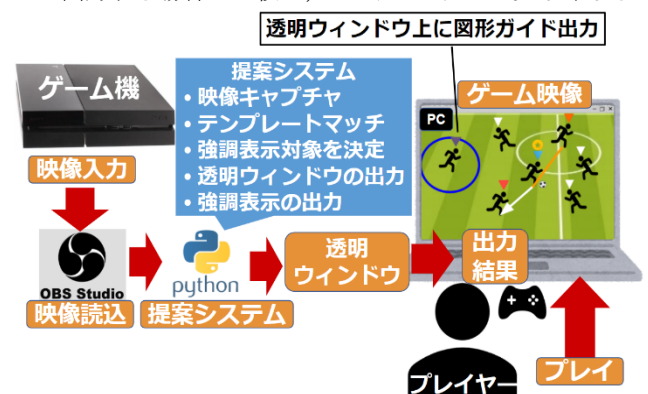 透明ウィンドウ上に図形ガイド出力
ゲーム機
映像入力
提案システム
・映像キャプチャ
・テンプレートマッチ
・強調表示対象を決定
・透明ウィンドウの出力
・強調表示の出力
ゲーム映像
PC
OBS Studio
映像読込
python
提案システム
透明
ウィンドウ
出力
結果
プレイヤー
プレイ